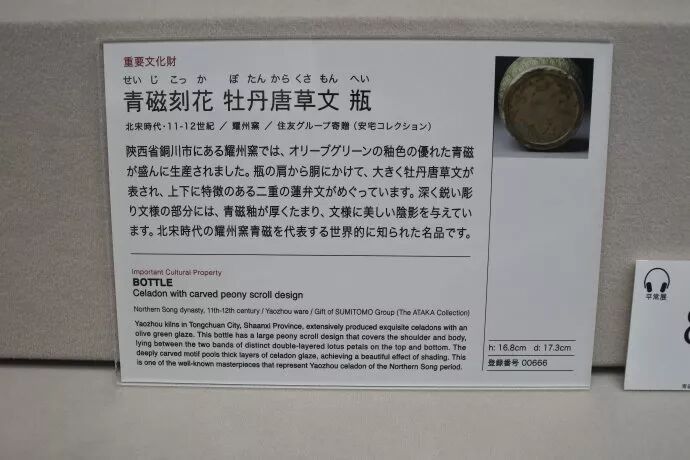 重要文化財
せい じ こっ か ぼ たん から くさ もん へい
青磁刻花 牡丹唐草文 瓶
北宋時代・11-12世紀 ／ 耀州窯 ／ 住友グループ寄贈（安宅コレクション）
陝西省銅川市にある耀州窯では、オリーブグリーンの釉色の優れた青磁
が盛んに生産されました。瓶の肩から胴にかけて、大きく牡丹唐草文が
表され、上下に特徴のある二重の蓮弁文がめぐっています。深く鋭い彫
り文様の部分には、青磁釉が厚くたまり、文様に美しい陰影を与えてい
ます。北宋時代の耀州窯青磁を代表する世界的に知られた名品です。
Important Cultural Property
BOTTLE
Celadon with carved peony scroll design
Northern Song dynasty, 11th-12th century / Yaozhou ware / Gift of SUMITOMO Group (The ATAKA Collection)
Yaozhou kilns in Tongchuan City, Shaanxi Province, extensively produced exquisite celadons with an
olive green glaze. This bottle has a large peony scroll design that covers the shoulder and body,
lying between the two bands of distinct double-layered lotus petals on the top and bottom. The
deeply carved motif pools thick layers of celadon glaze, achieving a beautiful effect of shading. This
is one of the well-known masterpieces that represent Yaozhou celadon of the Northern Song period.
h: 16.8cm d: 17.3cm
登録番号 00666
平常展